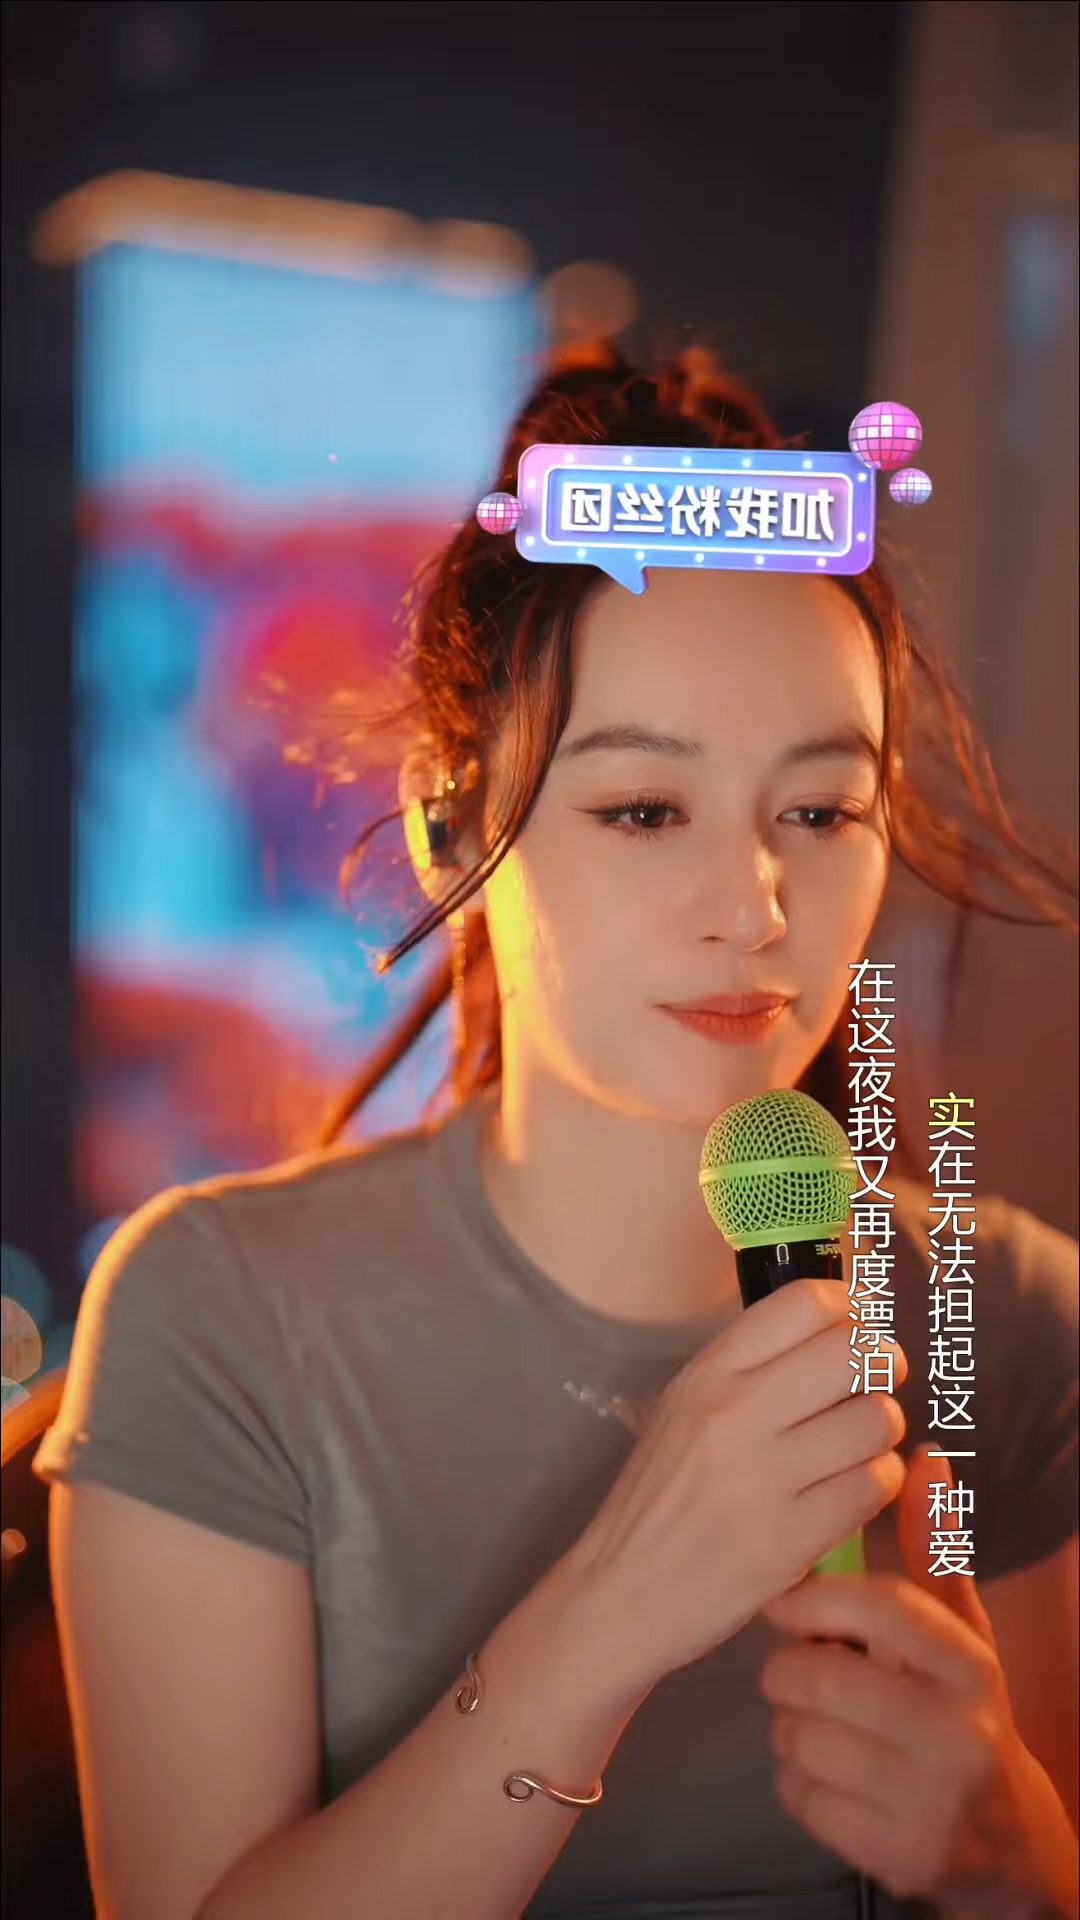 加我粉丝团
实在无法担起这一种爱
在这夜我又再度漂泊